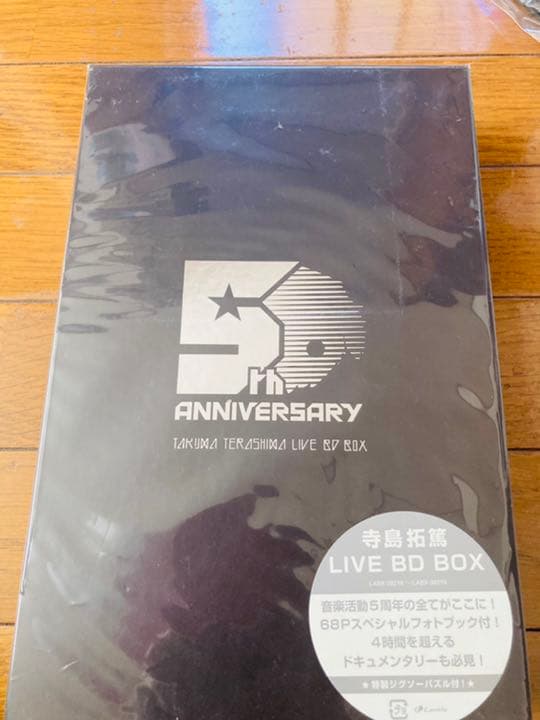 5th
ANNIVERSARY
TAKUMA TERASHIMA LIVE BD BOX
寺島拓篤
LIVE BD BOX
音楽活動5周年の全てがここに!
68Pスペシャルフォトブック付!
4時間を超える
ドキュメンタリーも必見!
★特製ジグソーパズル付!★
Lantis